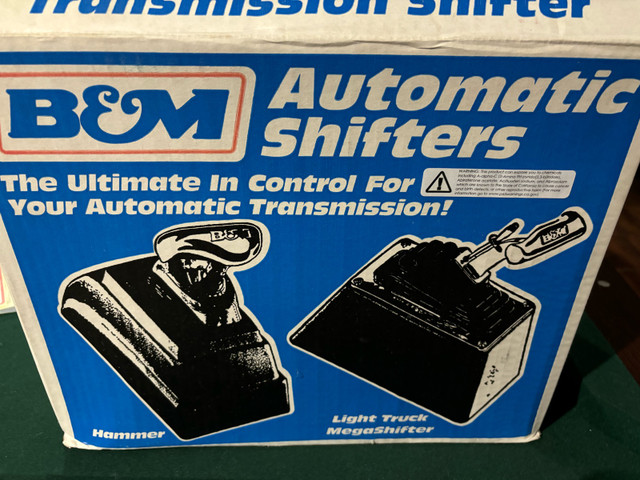 Transmission Shifter
B&M
Automatic
Shifters
The Ultimate In Control For
Your Automatic Transmission!
B&M
B&M
Hammer
Light Truck
MegaShifter